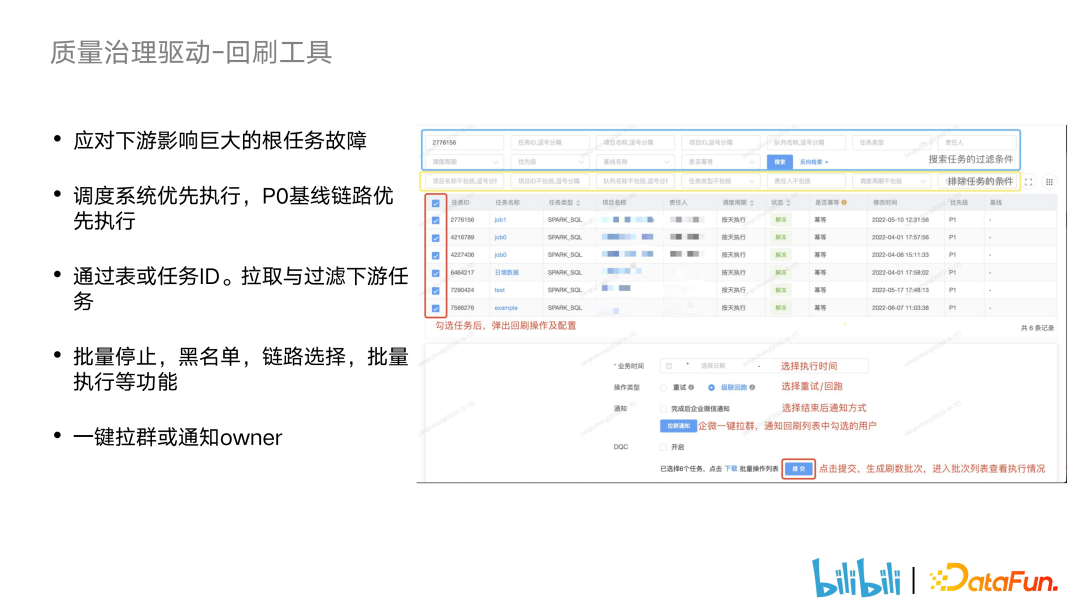 质量治理驱动-回刷工具
• 应对下游影响巨大的根任务故障
• 调度系统优先执行，P0基线链路优
先执行
• 通过表或任务ID。拉取与过滤下游任
务
• 批量停止，黑名单，链路选择，批量
执行等功能
• 一键拉群或通知owner
2776156 任务ID,逗号分隔 项目名称,逗号分隔 项目ID,逗号分隔 队列名称,逗号分隔 任务类型 责任人
调度周期 优先级 基线名称 是否幂等 搜索 反向检索 搜索任务的过滤条件
项目名称不包括,逗号分隔 项目ID不包括,逗号分隔 队列名称不包括,逗号分隔 任务类型不包括 责任人不包括 调度周期不包括 排除任务的条件
任务ID 任务名称 任务类型 项目名称 责任人 调度周期 状态 是否幂等 修改时间 优先级 基线
2776156 job1 SPARK_SQL 按天执行 解冻 幂等 2022-05-10 12:31:56 P1 -
4216789 job0 SPARK_SQL 按天执行 解冻 幂等 2022-04-01 17:57:56 P1 -
4227406 job0 SPARK_SQL 按天执行 解冻 幂等 2022-04-06 15:11:33 P1 -
6484217 日增数据 SPARK_SQL 按天执行 解冻 幂等 2022-04-01 17:58:02 P1 -
7290424 test SPARK_SQL 按天执行 解冻 幂等 2022-05-17 17:48:13 P1 -
7566276 example SPARK_SQL 按天执行 解冻 幂等 2022-06-07 11:03:38 P1 -
勾选任务后，弹出回刷操作及配置
共 6 条记录
* 业务时间 选择日期 - 选择执行时间
操作类型 重试 级联回跑 选择重试/回跑
通知 完成后企业微信通知 选择结束后通知方式
拉群通知 企微一键拉群，通知回刷列表中勾选的用户
DQC 开启
已选择6个任务，点击 下载 批量操作列表 提交 点击提交，生成刷数批次，进入批次列表查看执行情况
bilibili | DataFun.